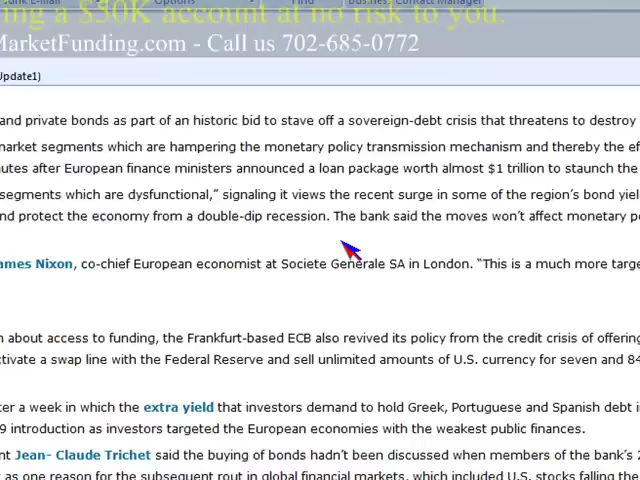 ing a $50K account at no risk to you.
MarketFunding.com - Call us 702-685-0772
Update1)
and private bonds as part of an historic bid to stave off a sovereign-debt crisis that threatens to destroy
market segments which are hampering the monetary policy transmission mechanism and thereby the ef
utes after European finance ministers announced a loan package worth almost $1 trillion to staunch the
segments which are dysfunctional,” signaling it views the recent surge in some of the region’s bond yiel
nd protect the economy from a double-dip recession. The bank said the moves won’t affect monetary po
ames Nixon, co-chief European economist at Societe Generale SA in London. “This is a much more targe
n about access to funding, the Frankfurt-based ECB also revived its policy from the credit crisis of offering
ctivate a swap line with the Federal Reserve and sell unlimited amounts of U.S. currency for seven and 84
ter a week in which the extra yield that investors demand to hold Greek, Portuguese and Spanish debt in
9 introduction as investors targeted the European economies with the weakest public finances.
nt Jean- Claude Trichet said the buying of bonds hadn’t been discussed when members of the bank’s 2
as one reason for the subsequent rout in global financial markets, which included U.S. stocks falling the